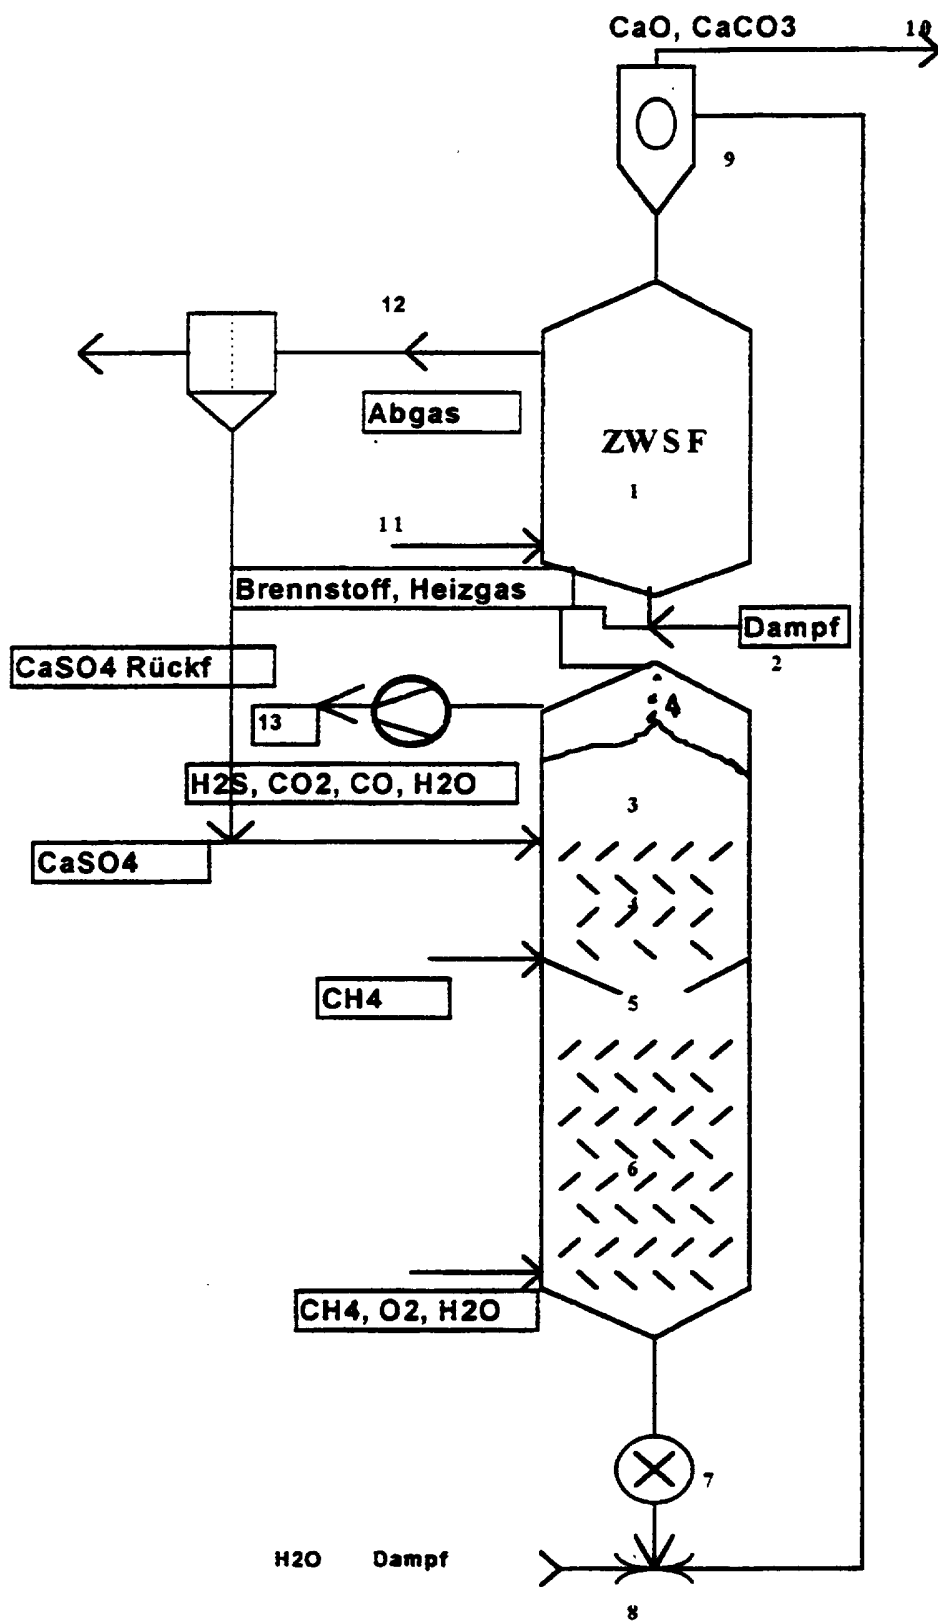 CaO, CaCO3 10
9
12
Abgas
ZWSF
1
11
Brennstoff, Heizgas
Dampf
2
CaSO4 Rückf
4
13
H2S, CO2, CO, H2O
3
CaSO4
4
CH4
5
6
CH4, O2, H2O
7
H2O Dampf
8